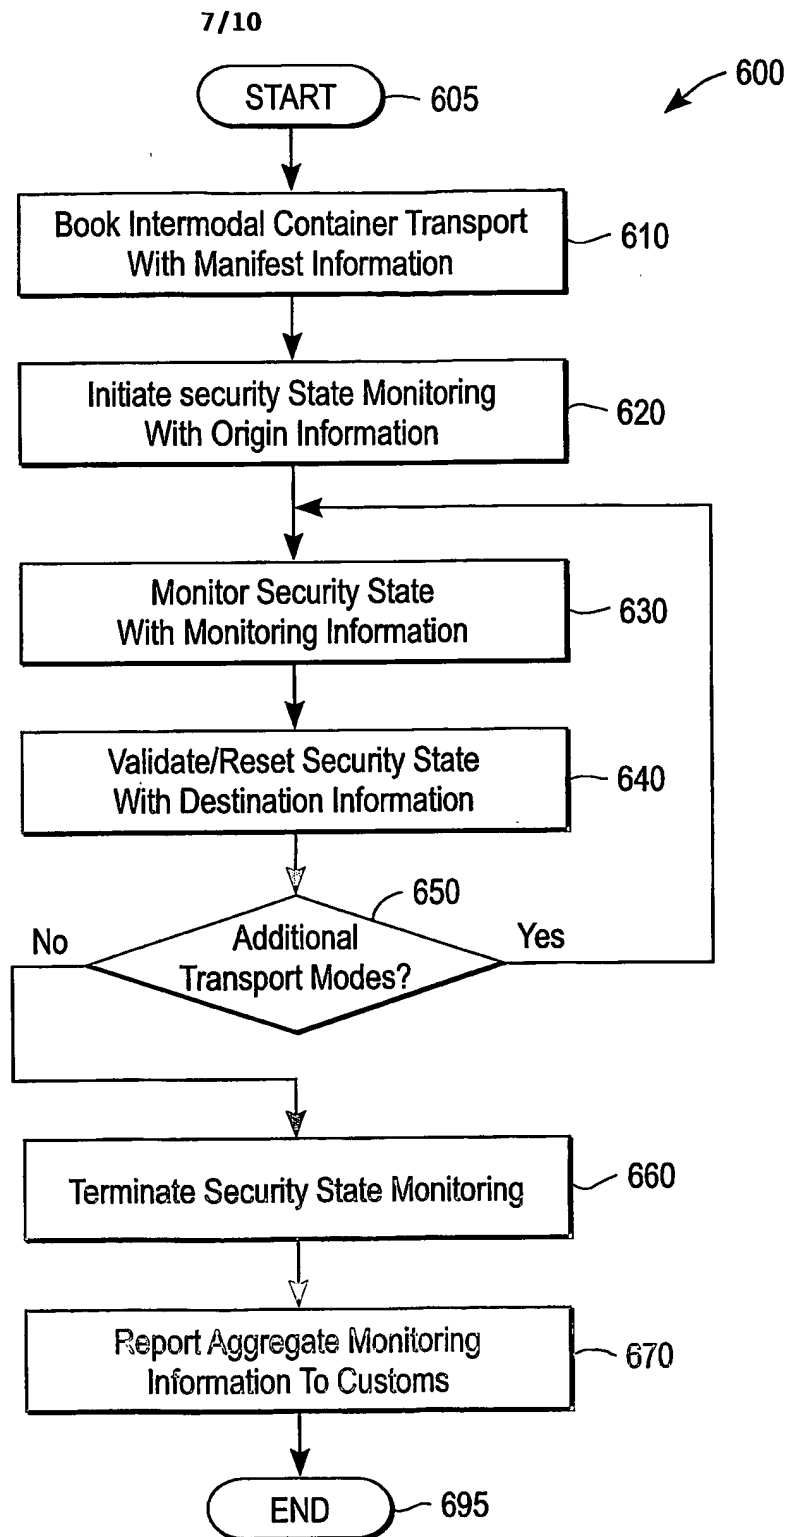 7/10
600
START
605
Book Intermodal Container Transport
With Manifest Information
610
Initiate security State Monitoring
With Origin Information
620
Monitor Security State
With Monitoring Information
630
Validate/Reset Security State
With Destination Information
640
650
No
Additional
Transport Modes?
Yes
Terminate Security State Monitoring
660
Report Aggregate Monitoring
Information To Customs
670
END
695